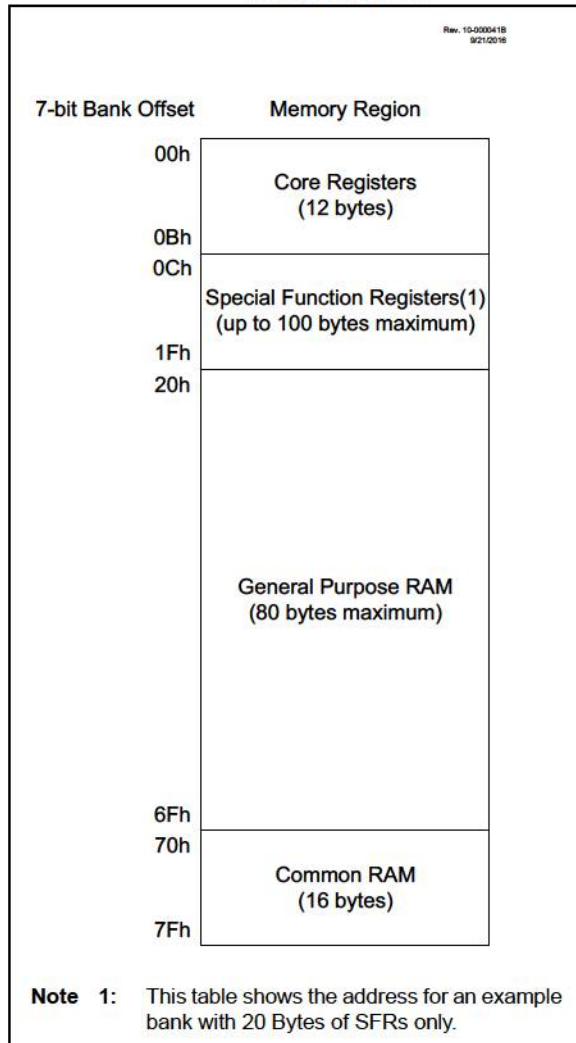 Rev. 10-000041B
9/21/2016
7-bit Bank Offset Memory Region
00h
Core Registers
(12 bytes)
0Bh
0Ch
Special Function Registers(1)
(up to 100 bytes maximum)
1Fh
20h
General Purpose RAM
(80 bytes maximum)
6Fh
70h
Common RAM
(16 bytes)
7Fh
Note 1: This table shows the address for an example
bank with 20 Bytes of SFRs only.